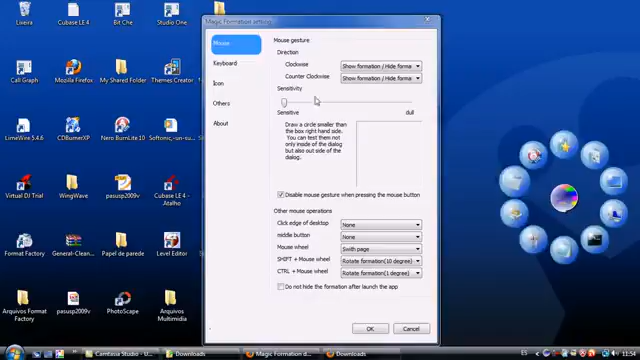 Lixeira
Cubase LE 4
Bit Che
Studio One
Call Graph
Mozilla Firefox
My Shared Folder
Themes Creator
LimeWire 5.4.6
CDBurnerXP
Nero BurnLite10
Softonic_-un-
Virtual DJ Trial
WingWave
pasusp2009v
Cubase LE 4 -
Atalho
Format Factory
General-Clean...
Papel de parede
Level Editor
Arquivos Format
Factory
pasusp2009v
PhotoScape
Arquivos
Multimidia
Magic Formation setting
Mouse
Keyboard
Icon
Others
About
Mouse gesture
Direction
Clockwise
Show formation / Hide forma
Counter Clockwise
Show formation / Hide forma
Sensitivity
Sensitive
dull
Draw a circle smaller than
the box right hand side.
You can test them not
only inside of the dialog
but also out side of the
dialog.
Disable mouse gesture when pressing the mouse button
Other mouse operations
Click edge of desktop
None
middle button
None
Mouse wheel
Swith page
SHIFT + Mouse wheel
Rotate formation(10 degree)
CTRL + Mouse wheel
Rotate formation(1 degree)
Do not hide the formation after launch the app
OK
Cancel
Camtasia Studio - U...
Downloads
Magic Formation d...
Downloads
11:54